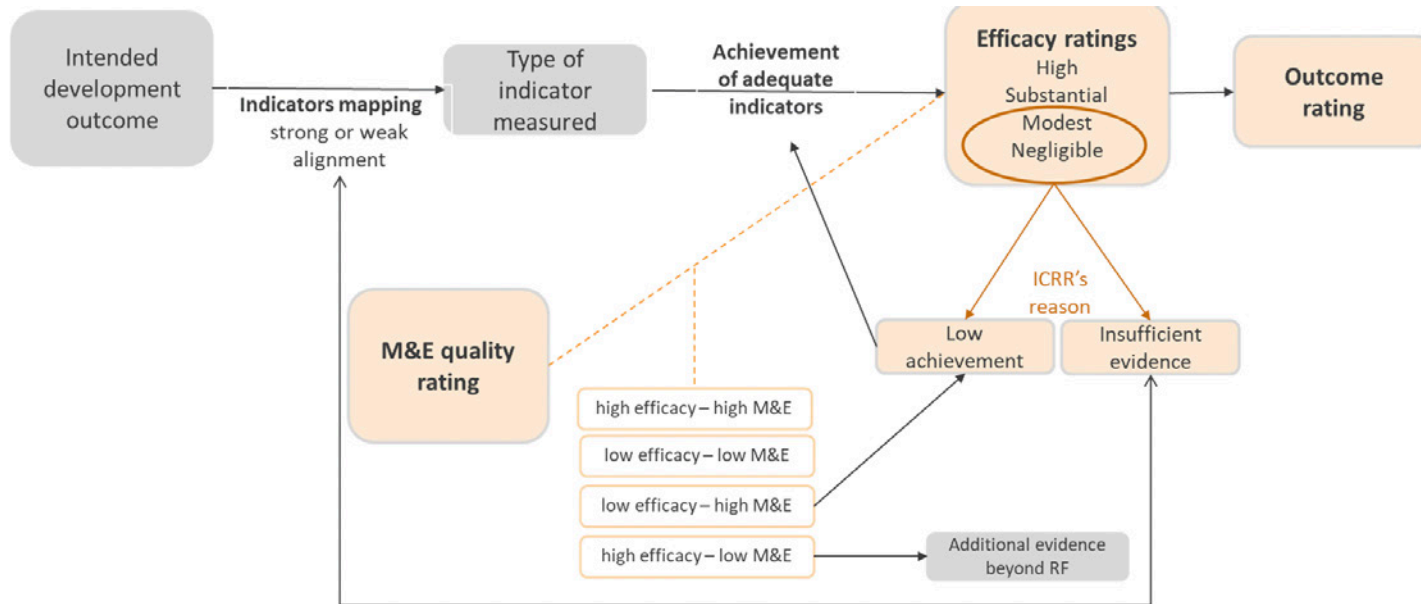 Intended
development
outcome
Indicators mapping
strong or weak
alignment
Type of
indicator
measured
Achievement
of adequate
indicators
Efficacy ratings
High
Substantial
Modest
Negligible
Outcome
rating
ICRR's
reason
Low
achievement
Insufficient
evidence
M&E quality
rating
high efficacy – high M&E
low efficacy – low M&E
low efficacy – high M&E
high efficacy – low M&E
Additional evidence
beyond RF